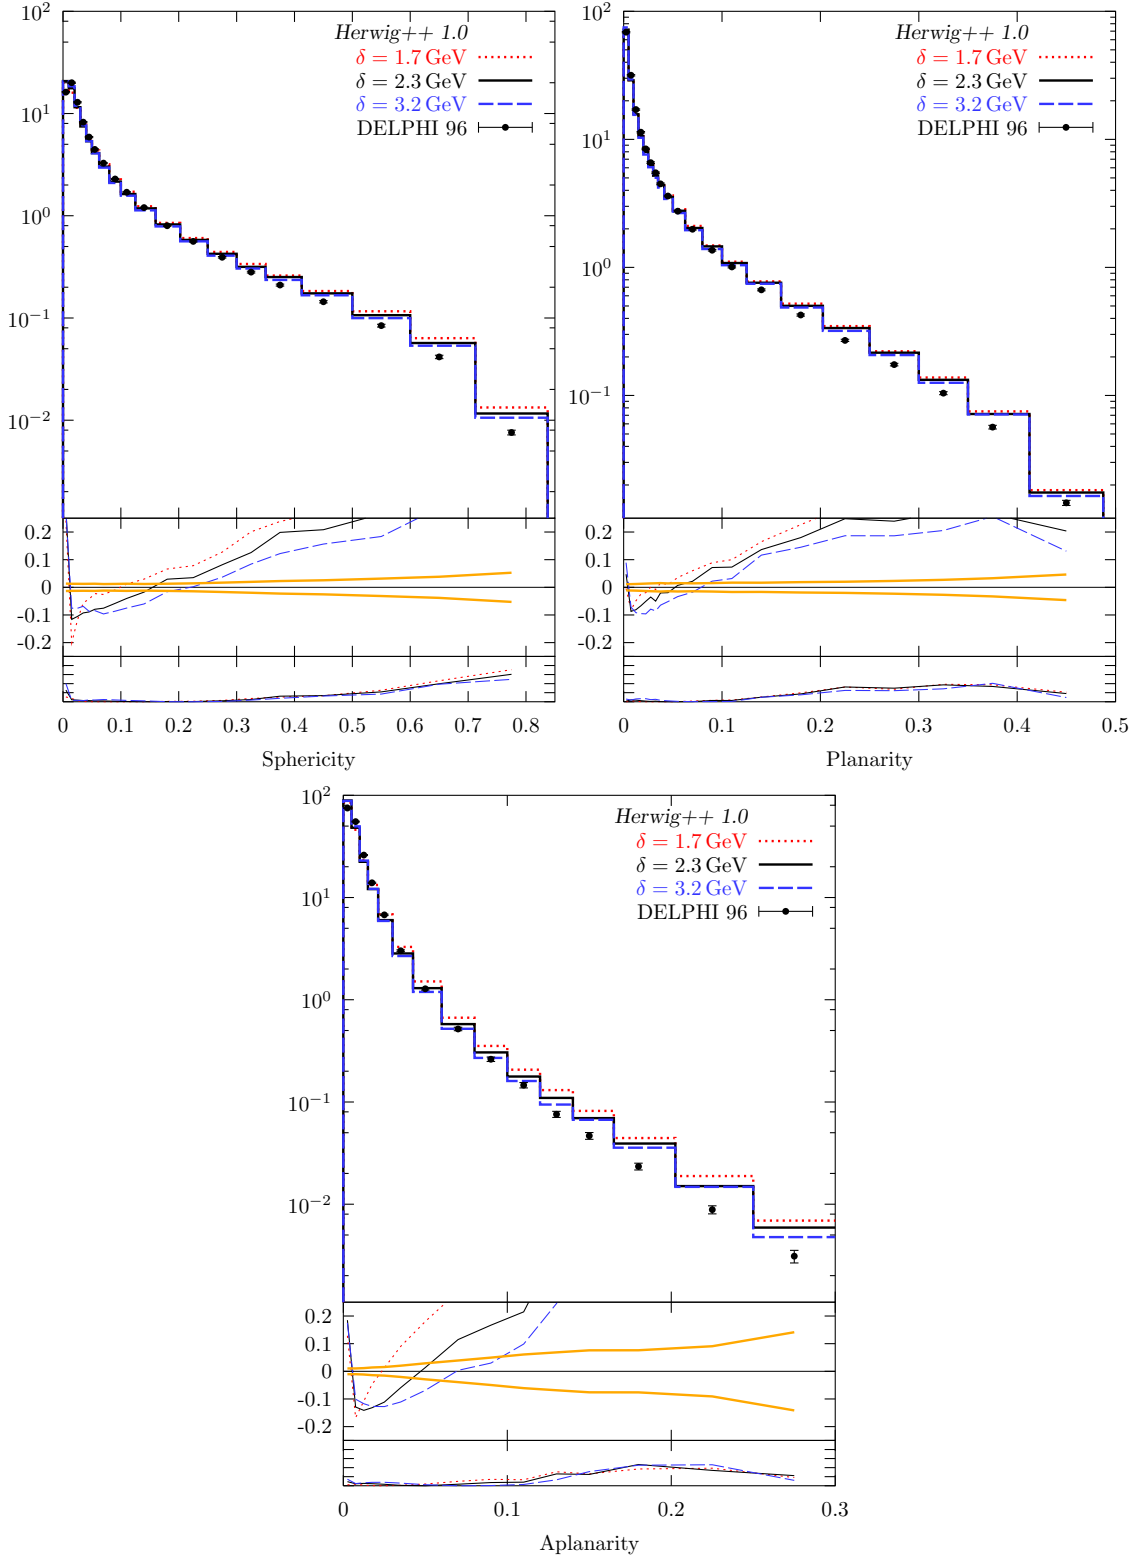 10^2
10^1
10^0
10^−1
10^−2
Herwig++ 1.0
δ = 1.7 GeV
δ = 2.3 GeV
δ = 3.2 GeV
DELPHI 96
0.2
0.1
0
-0.1
-0.2
0 0.1 0.2 0.3 0.4 0.5 0.6 0.7 0.8
Sphericity
10^2
10^1
10^0
10^−1
Herwig++ 1.0
δ = 1.7 GeV
δ = 2.3 GeV
δ = 3.2 GeV
DELPHI 96
0.2
0.1
0
-0.1
-0.2
0 0.1 0.2 0.3 0.4 0.5
Planarity
10^2
10^1
10^0
10^−1
10^−2
Herwig++ 1.0
δ = 1.7 GeV
δ = 2.3 GeV
δ = 3.2 GeV
DELPHI 96
0.2
0.1
0
-0.1
-0.2
0 0.1 0.2 0.3
Aplanarity